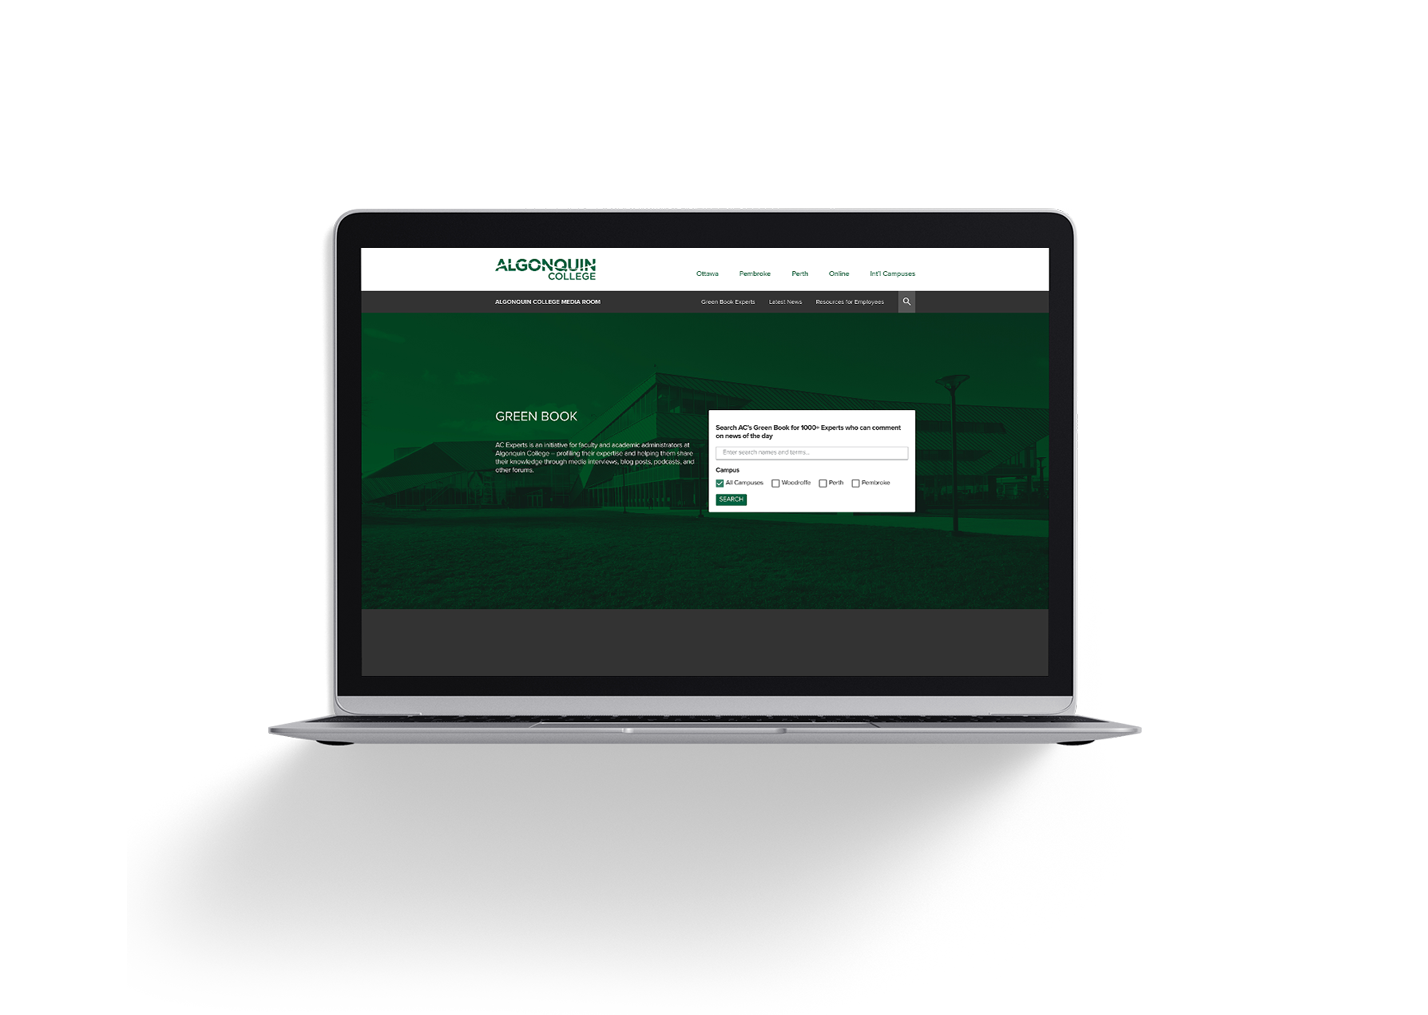 ALGONQUIN
COLLEGE
Ottawa Pembroke Perth Online Int'l Campuses
ALGONQUIN COLLEGE MEDIA ROOM Green Book Experts Latest News Resources for Employees
GREEN BOOK
AC Experts is an initiative for faculty and academic administrators at
Algonquin College – profiling their expertise and helping them share
their knowledge through media interviews, blog posts, podcasts, and
other forums.
Search AC's Green Book for 1000+ Experts who can comment
on news of the day
Enter search names and terms...
Campus
All Campuses Woodroffe Perth Pembroke
SEARCH